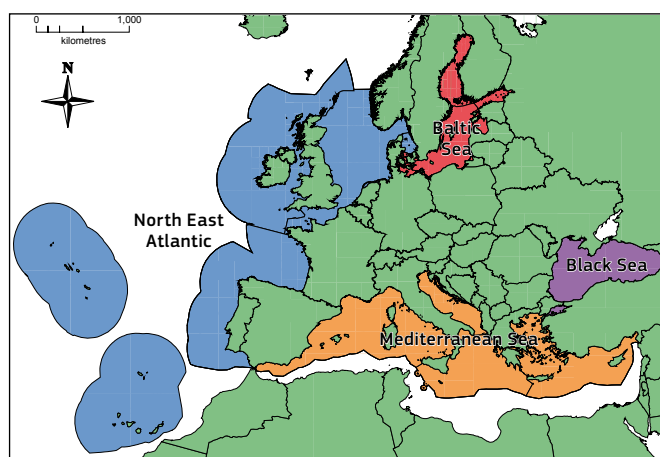 0 1,000
kilometres
N
Baltic
Sea
North East
Atlantic
Black Sea
Mediterranean Sea